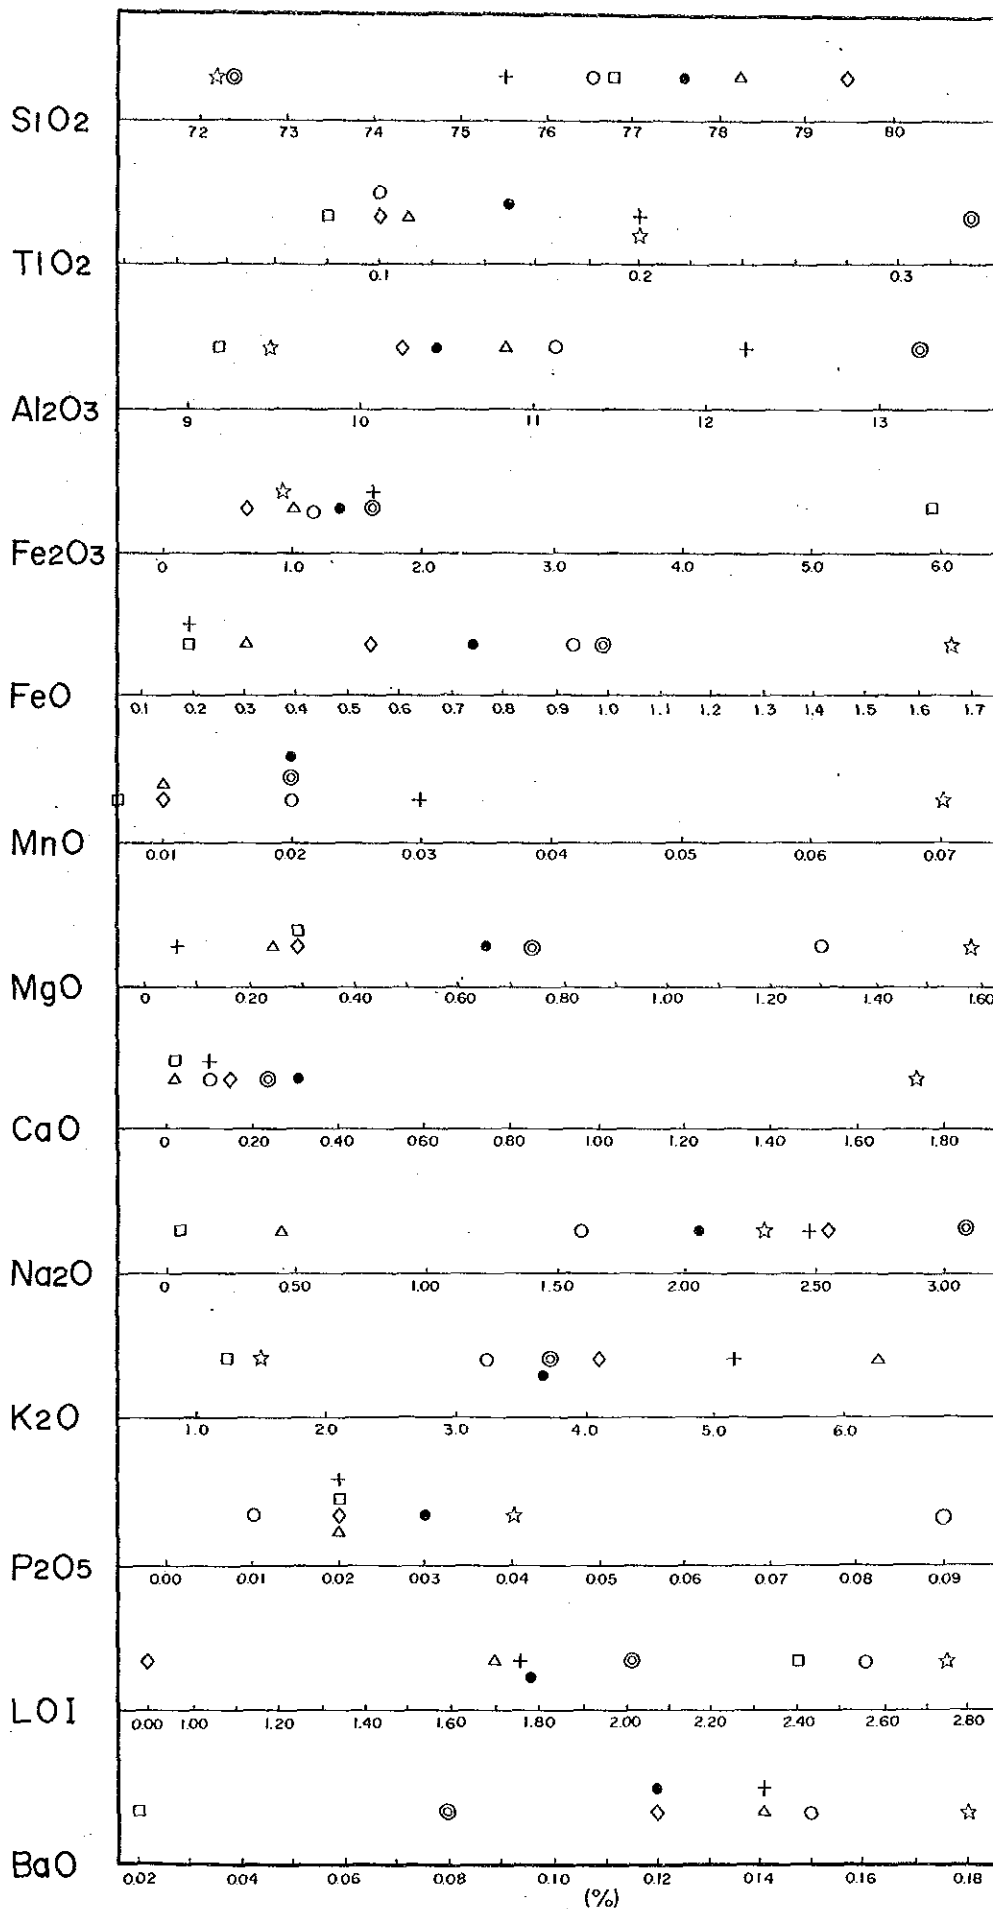 SiO2
72 73 74 75 76 77 78 79 80
TiO2
0.1 0.2 0.3
Al2O3
9 10 11 12 13
Fe2O3
0 1.0 2.0 3.0 4.0 5.0 6.0
FeO
0.1 0.2 0.3 0.4 0.5 0.6 0.7 0.8 0.9 1.0 1.1 1.2 1.3 1.4 1.5 1.6 1.7
MnO
0.01 0.02 0.03 0.04 0.05 0.06 0.07
MgO
0 0.20 0.40 0.60 0.80 1.00 1.20 1.40 1.60
CaO
0 0.20 0.40 060 0.80 1.00 1.20 1.40 1.60 1.80
Na2O
0 0.50 1.00 1.50 2.00 2.50 3.00
K2O
1.0 2.0 3.0 4.0 5.0 6.0
P2O5
0.00 0.01 0.02 003 0.04 0.05 0.06 0.07 0.08 0.09
LOI
0.00 1.00 1.20 1.40 1.60 1.80 2.00 2.20 2.40 2.60 2.80
BaO
0.02 0.04 0.06 0.08 0.10 0.12 0.14 0.16 0.18
(%)